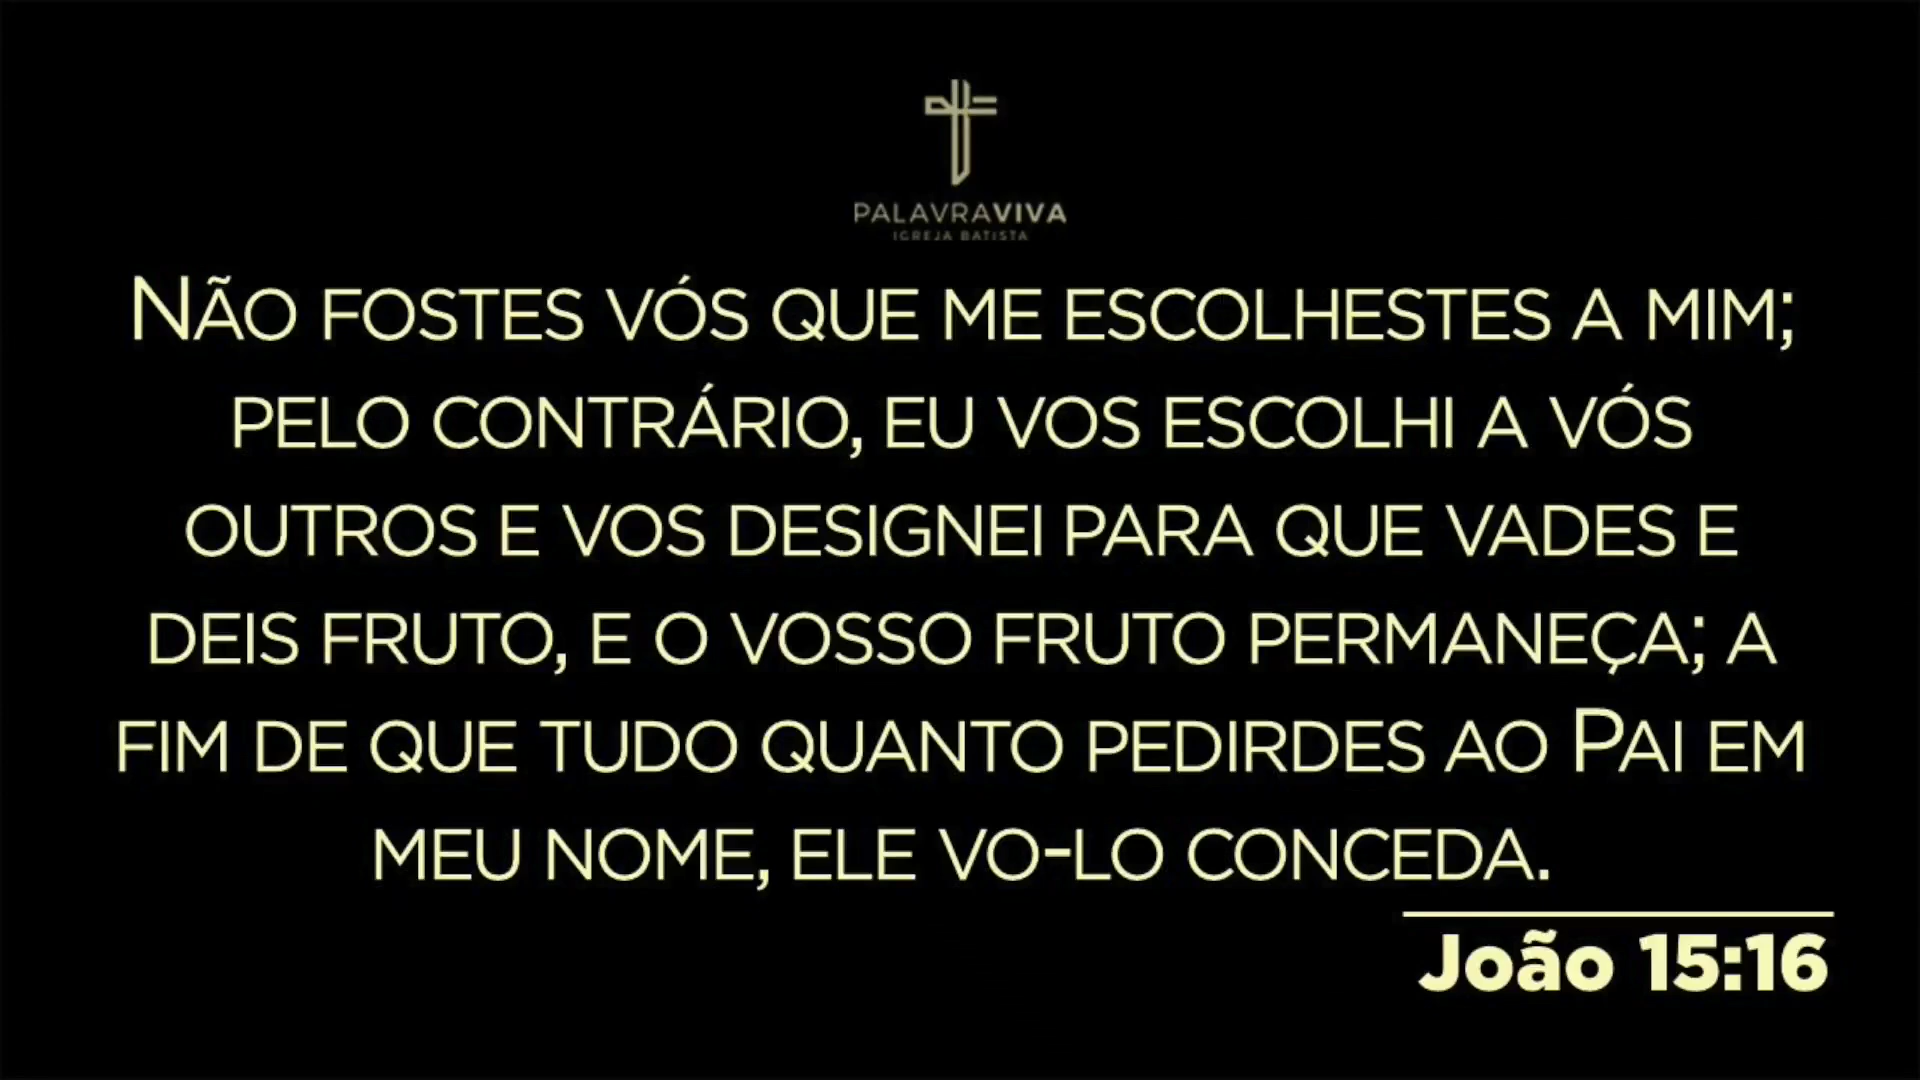 PALAVRAVIVA
IGREJA BATISTA
Não fostes vós que me escolhestes a mim;
pelo contrário, eu vos escolhi a vós
outros e vos designei para que vades e
deis fruto, e o vosso fruto permaneça; a
fim de que tudo quanto pedirdes ao Pai em
meu nome, ele vo-lo conceda.
João 15:16